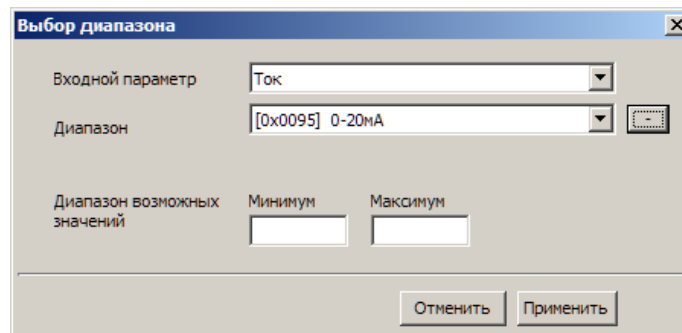 Выбор диапазона
Входной параметр
Ток
Диапазон
[0x0095] 0-20мА
-
Диапазон возможных
значений
Минимум
Максимум
Отменить
Применить